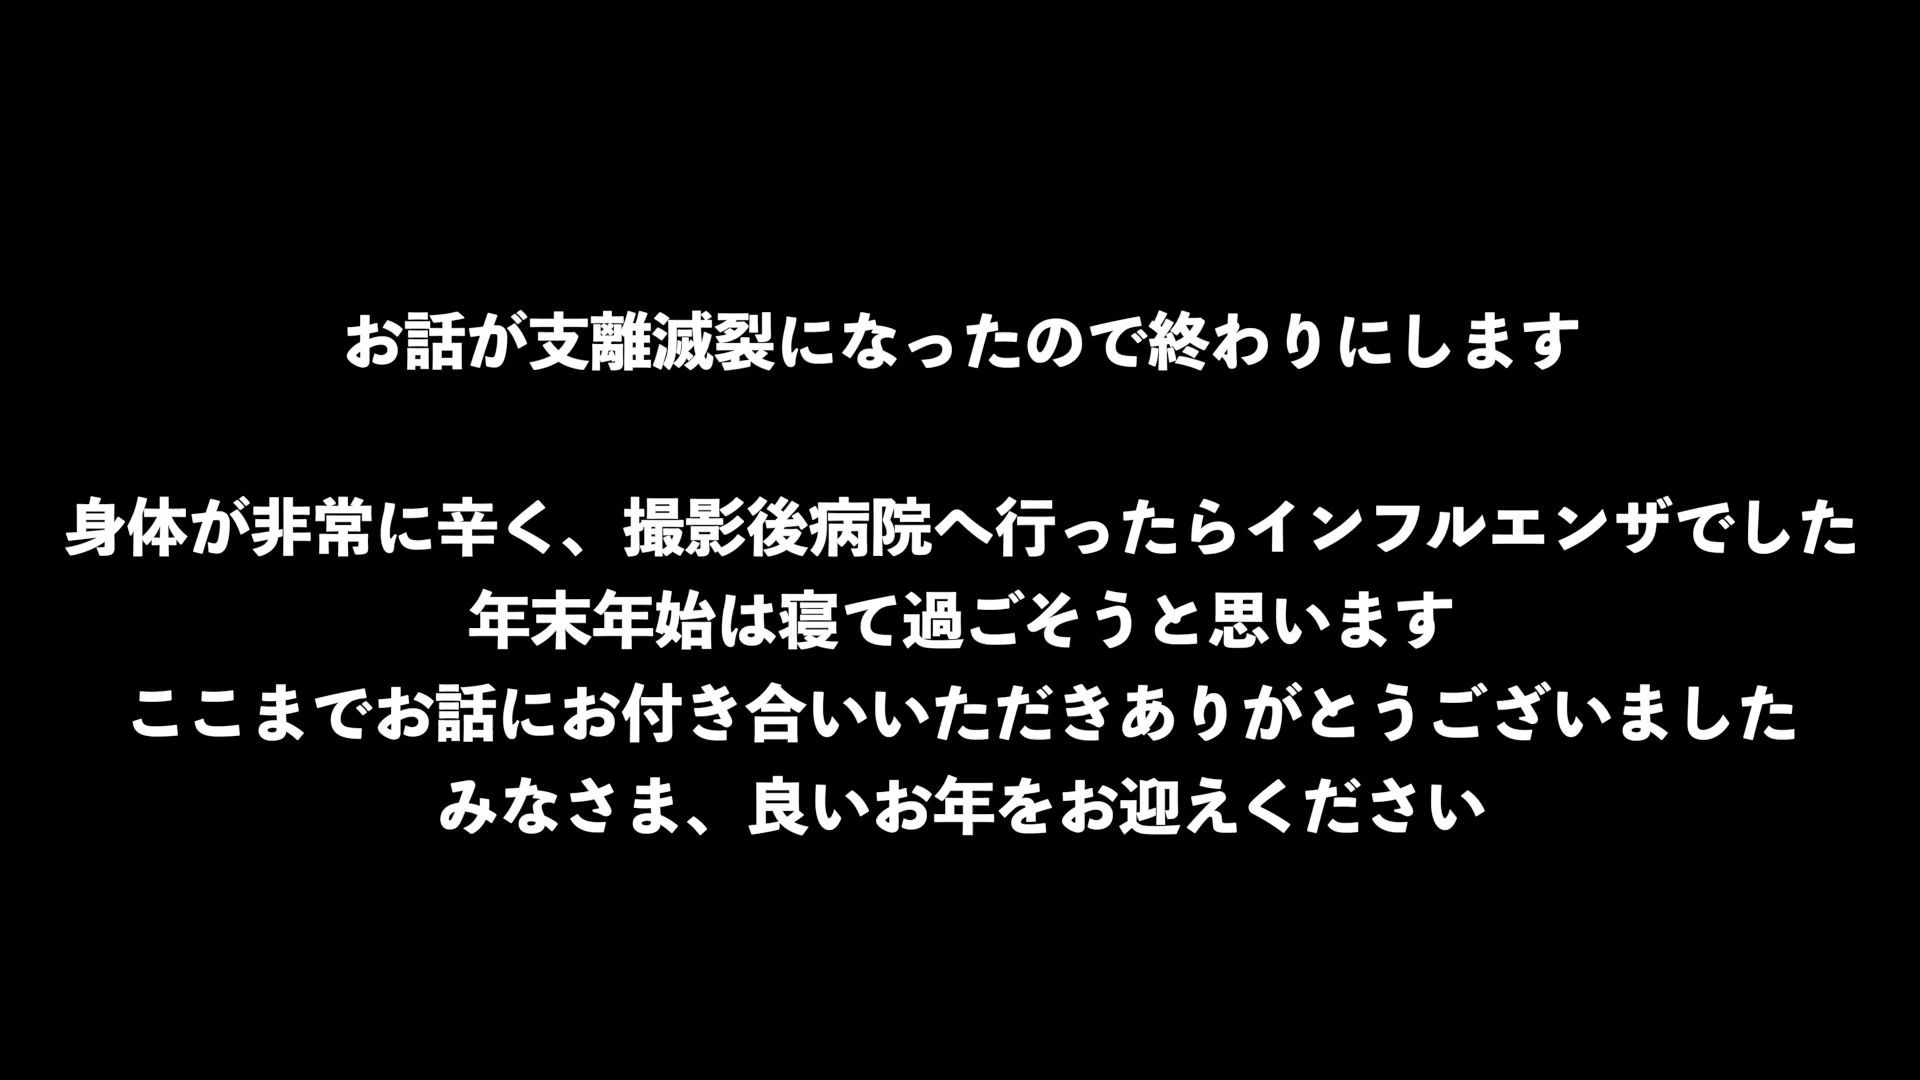 お話が支離滅裂になったので終わりにします
身体が非常に辛く、撮影後病院へ行ったらインフルエンザでした
年末年始は寝て過ごそうと思います
ここまでお話にお付き合いいただきありがとうございました
みなさま、良いお年をお迎えください